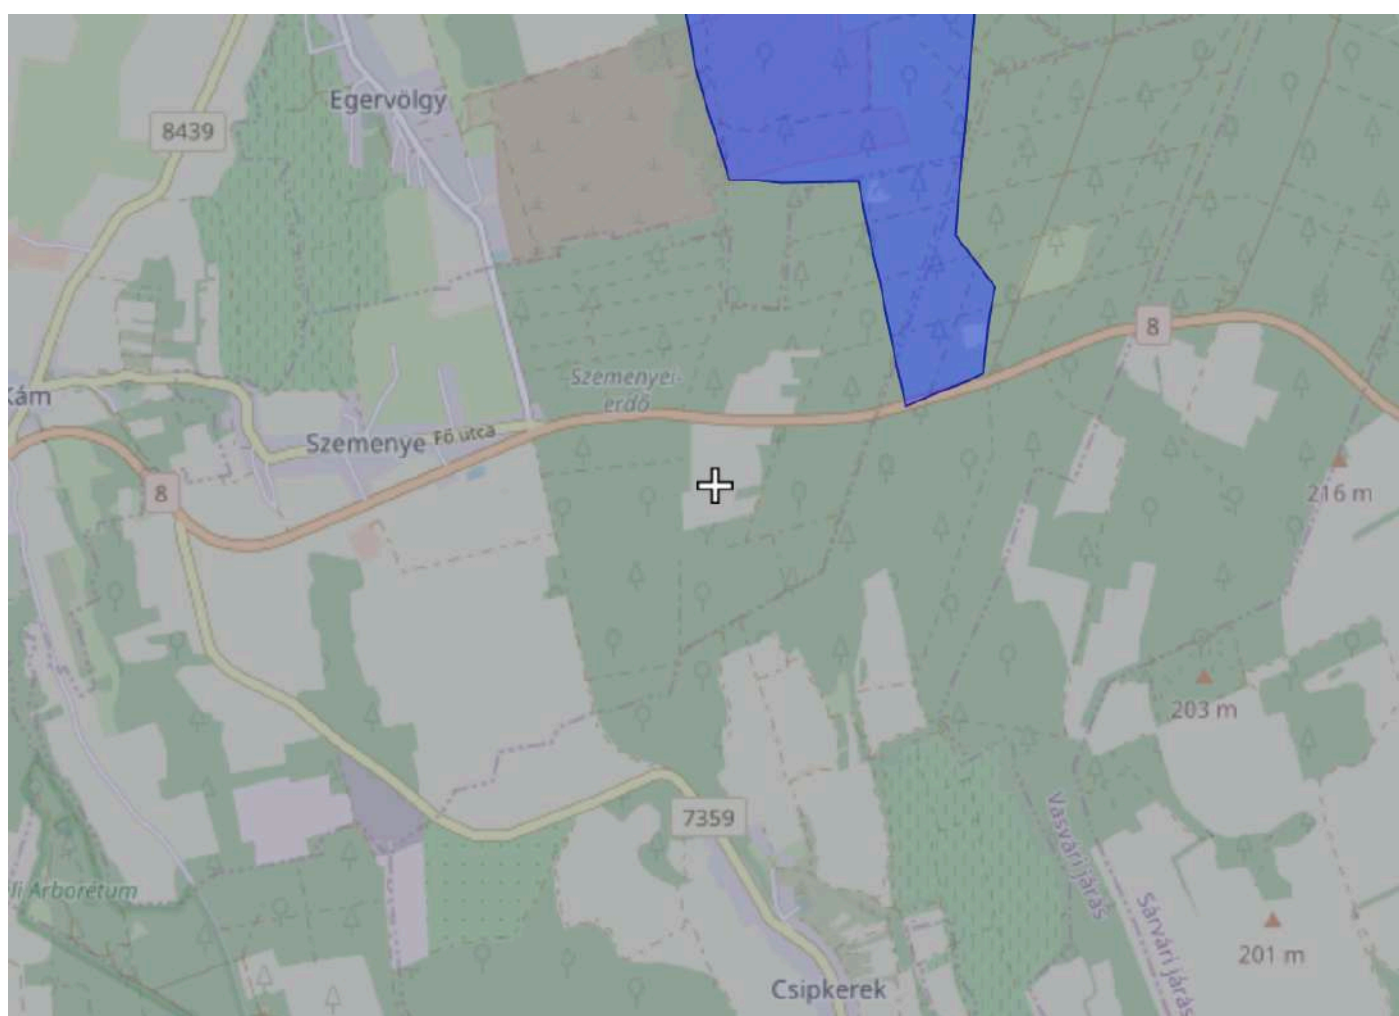 Egervölgy
8439
8
Szemenyei-
erdő
Kám
Szemenye
Fő utca
8
216 m
203 m
7359
Vasvári járás
Sárvári járás
li Arborétum
201 m
Csipkerek